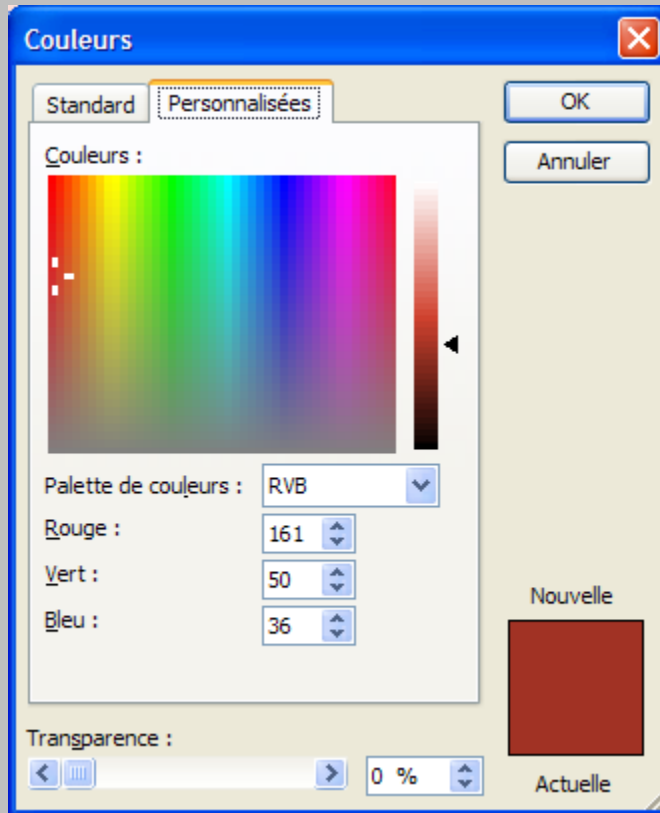 Couleurs
Standard
Personnalisées
OK
Annuler
Couleurs :
Palette de couleurs :
RVB
Rouge :
161
Vert :
50
Bleu :
36
Nouvelle
Actuelle
Transparence :
0 %